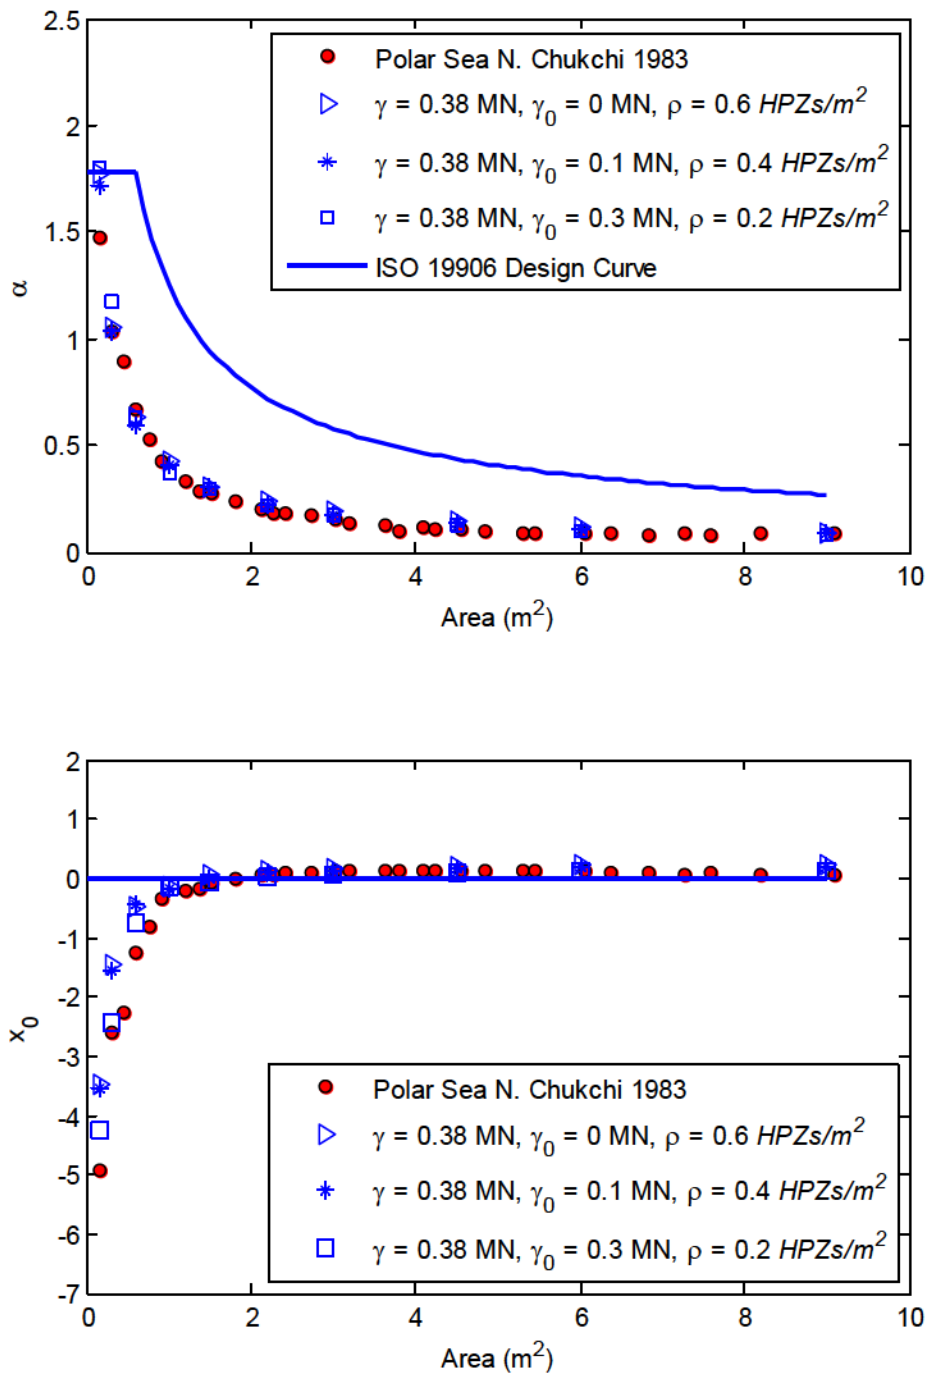 2.5
2
1.5
1
0.5
0
α
Polar Sea N. Chukchi 1983
γ = 0.38 MN, γ0 = 0 MN, ρ = 0.6 HPZs/m2
γ = 0.38 MN, γ0 = 0.1 MN, ρ = 0.4 HPZs/m2
γ = 0.38 MN, γ0 = 0.3 MN, ρ = 0.2 HPZs/m2
ISO 19906 Design Curve
0 2 4 6 8 10
Area (m2)
2
1
0
-1
-2
-3
-4
-5
-6
-7
x0
Polar Sea N. Chukchi 1983
γ = 0.38 MN, γ0 = 0 MN, ρ = 0.6 HPZs/m2
γ = 0.38 MN, γ0 = 0.1 MN, ρ = 0.4 HPZs/m2
γ = 0.38 MN, γ0 = 0.3 MN, ρ = 0.2 HPZs/m2
0 2 4 6 8 10
Area (m2)